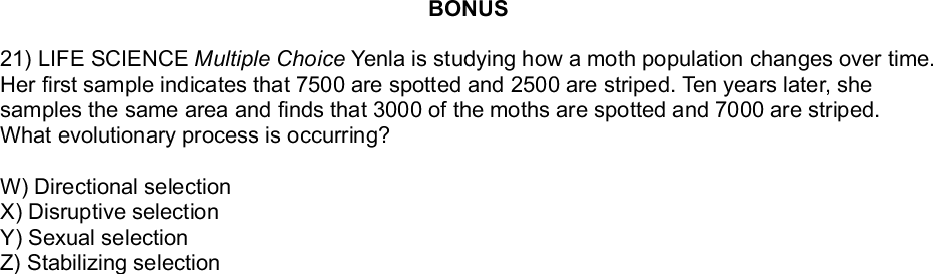 BONUS
21) LIFE SCIENCE Multiple Choice Yenla is studying how a moth population changes over time.
Her first sample indicates that 7500 are spotted and 2500 are striped. Ten years later, she
samples the same area and finds that 3000 of the moths are spotted and 7000 are striped.
What evolutionary process is occurring?
W) Directional selection
X) Disruptive selection
Y) Sexual selection
Z) Stabilizing selection